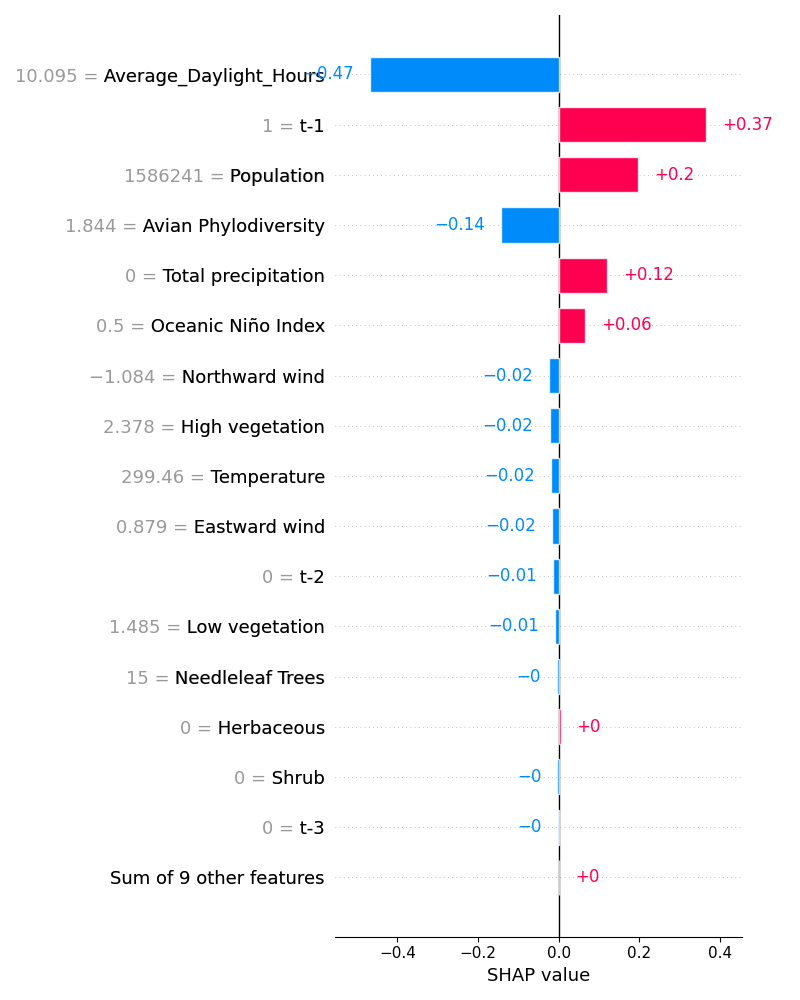 10.095 = Average_Daylight_Hours −0.47
1 = t-1 +0.37
1586241 = Population +0.2
1.844 = Avian Phylodiversity −0.14
0 = Total precipitation +0.12
0.5 = Oceanic Niño Index +0.06
−1.084 = Northward wind −0.02
2.378 = High vegetation −0.02
299.46 = Temperature −0.02
0.879 = Eastward wind −0.02
0 = t-2 −0.01
1.485 = Low vegetation −0.01
15 = Needleleaf Trees −0
0 = Herbaceous +0
0 = Shrub −0
0 = t-3 −0
Sum of 9 other features +0
−0.4 −0.2 0.0 0.2 0.4
SHAP value